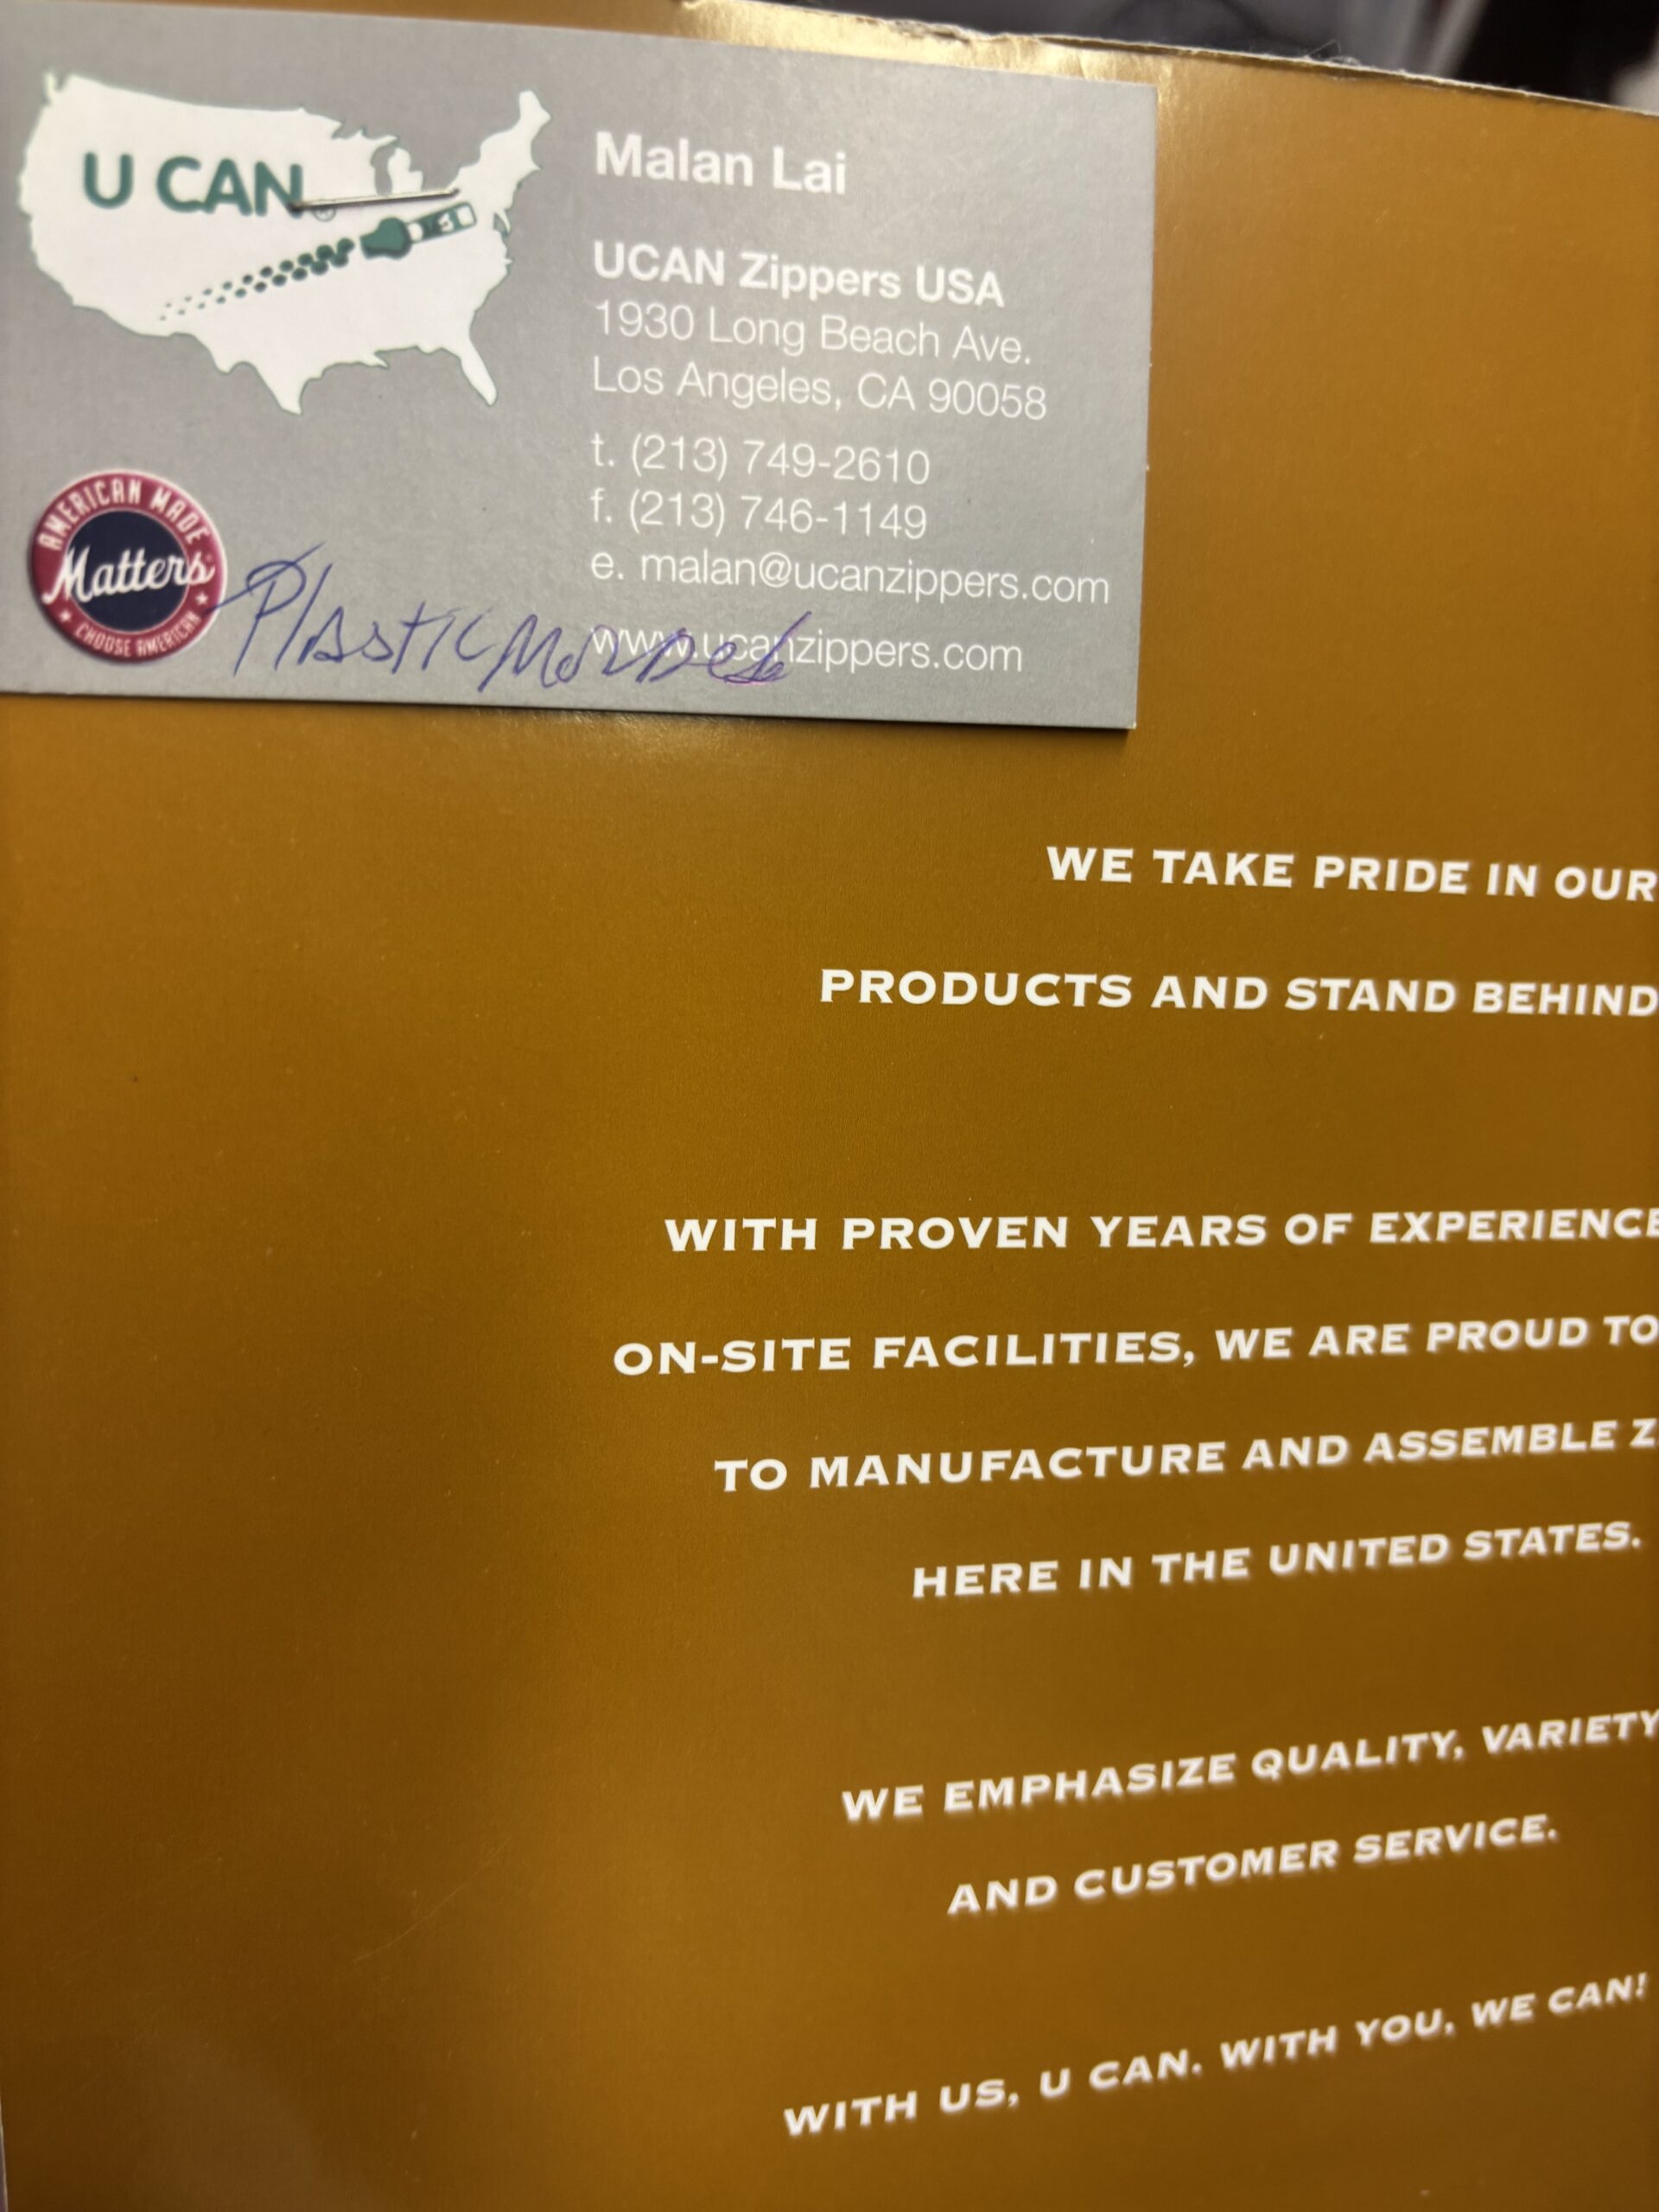 U CAN®
Malan Lai
UCAN Zippers USA
1930 Long Beach Ave.
Los Angeles, CA 90058
t. (213) 749-2610
f. (213) 746-1149
e. malan@ucanzippers.com
www.ucanzippers.com
AMERICAN MADE
Matters
CHOOSE AMERICAN
Plastic
WE TAKE PRIDE IN OUR
PRODUCTS AND STAND BEHIND
WITH PROVEN YEARS OF EXPERIENCE
ON-SITE FACILITIES, WE ARE PROUD TO
TO MANUFACTURE AND ASSEMBLE Z
HERE IN THE UNITED STATES.
WE EMPHASIZE QUALITY, VARIETY
AND CUSTOMER SERVICE.
WITH US, U CAN. WITH YOU, WE CAN!